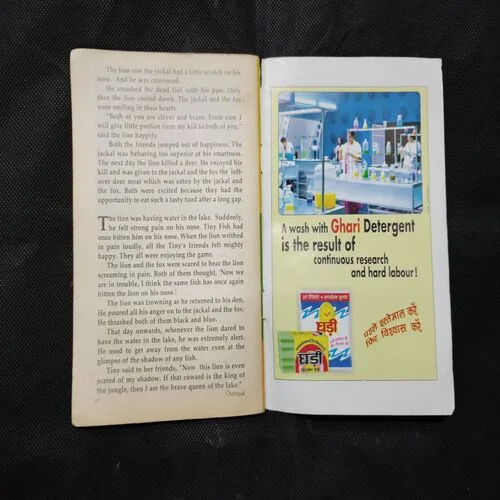 The lion saw the jackal had a little scratch on his
nose. And he was convinced.
He smashed the dead fish with his paw. Only
then the lion cooled down. The jackal and the fox
were smiling in their hearts.
"Both of you are clever and brave. From now I
will give little portion from my kill to both of you,"
said the lion happily.
Both the friends jumped out of happiness. The
jackal was behaving too superior at his smartness.
The next day the lion killed a deer. He enjoyed his
kill and was given to the jackal and the fox the left-
over deer meat which was eaten by the jackal and
the fox. Both were excited because they had the
opportunity to eat such a tasty food after a long gap.
The lion was having water in the lake. Suddenly,
he felt strong pain on his nose. Tiny Fish had
once bitten him on his nose. When the lion writhed
in pain loudly, all the Tiny's friends felt mighty
happy. They all were enjoying the game.
The lion and the fox were scared to hear the lion
screaming in pain. Both of them thought, 'Now we
are in trouble, I think the same fish has once again
bitten the lion on his nose.'
The lion was frowning as he returned to his den.
He poured all his anger on to the jackal and the fox.
He thrashed both of them black and blue.
That day onwards, whenever the lion dared to
have the water in the lake, he was extremely alert.
He used to get away from the water even at the
glimpse of the shadow of any fish.
Tiny said to her friends, "Now this lion is even
scared of my shadow. If that coward is the king of
the jungle, then I am the brave queen of the lake."
Champak
A wash with Ghari Detergent
is the result of
continuous research
and hard labour!
घड़ी
घड़ी
पहले इस्तेमाल करें
फिर विश्वास करें